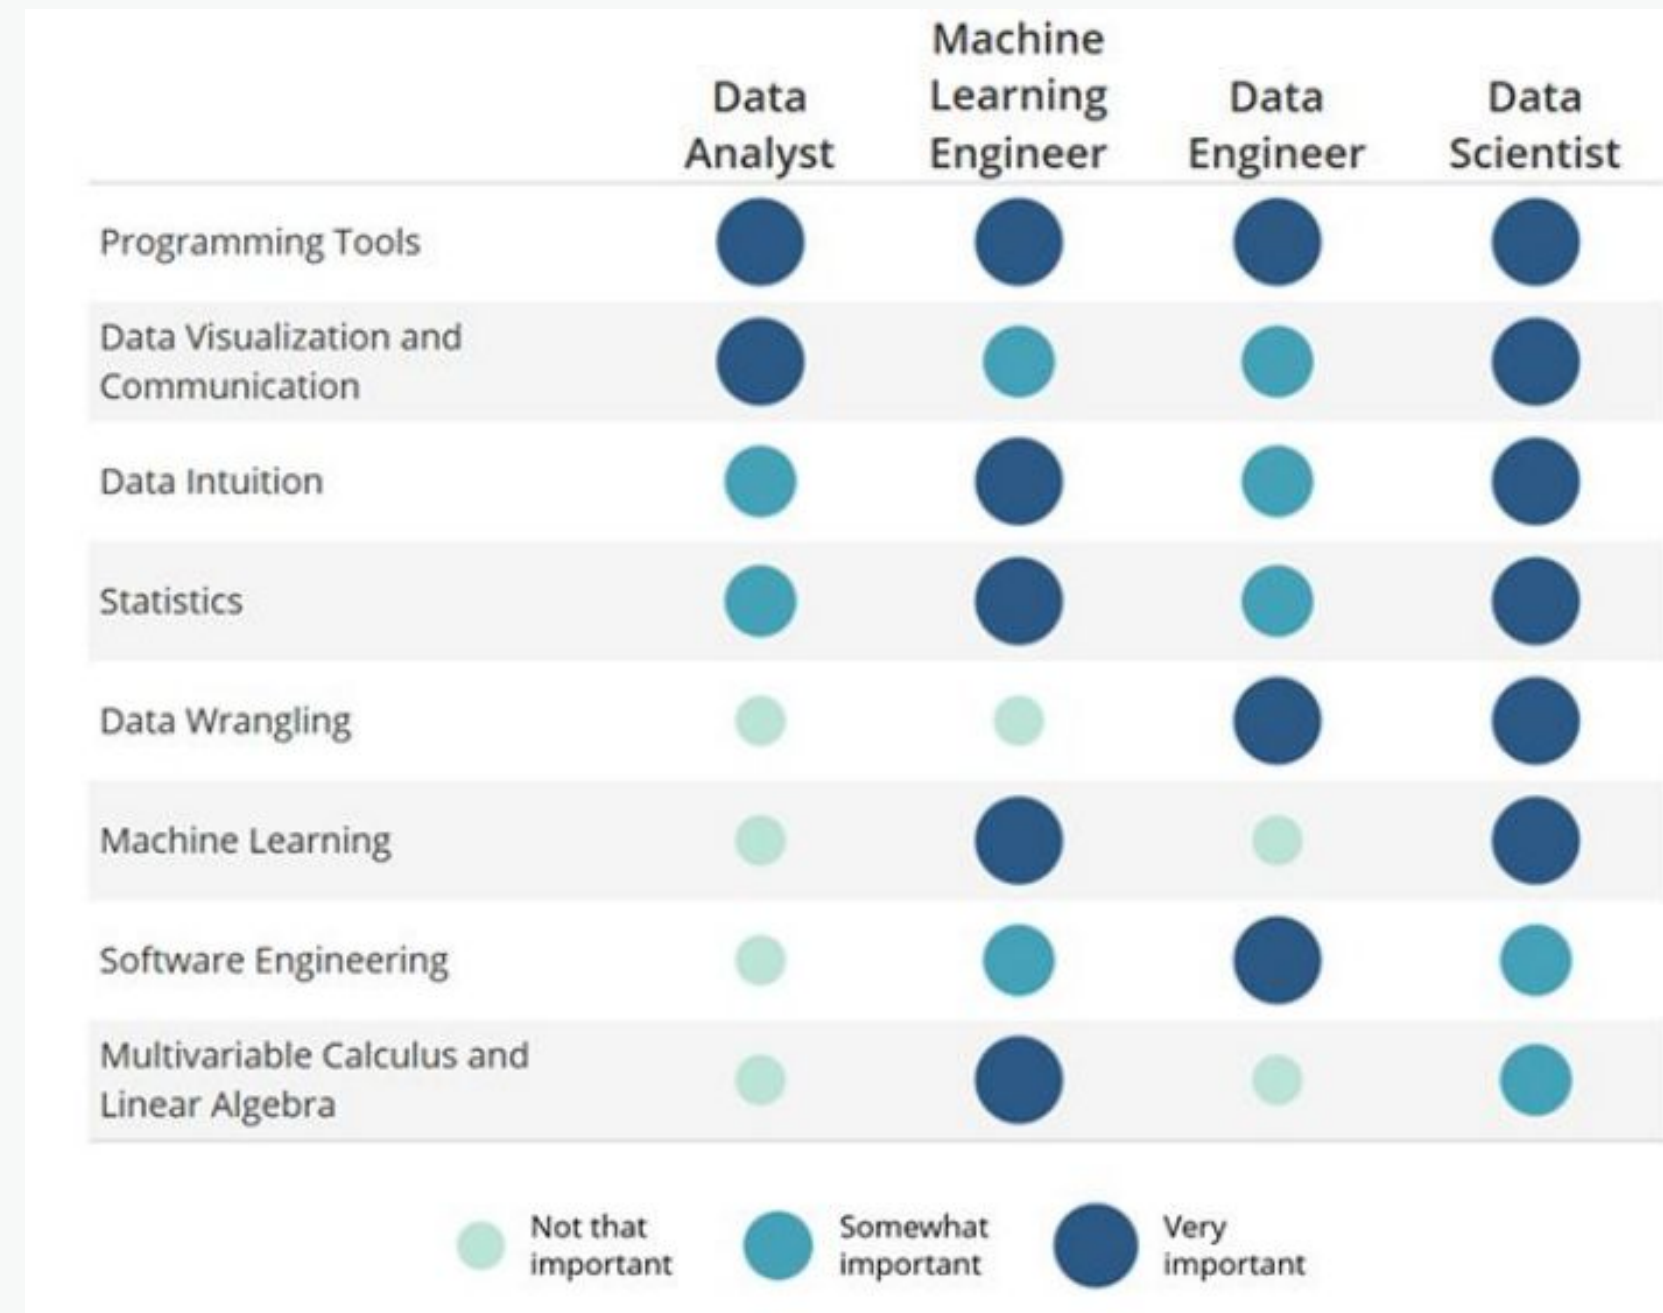 Data
Analyst
Machine
Learning
Engineer
Data
Engineer
Data
Scientist
Programming Tools
Data Visualization and
Communication
Data Intuition
Statistics
Data Wrangling
Machine Learning
Software Engineering
Multivariable Calculus and
Linear Algebra
Not that
important
Somewhat
important
Very
important